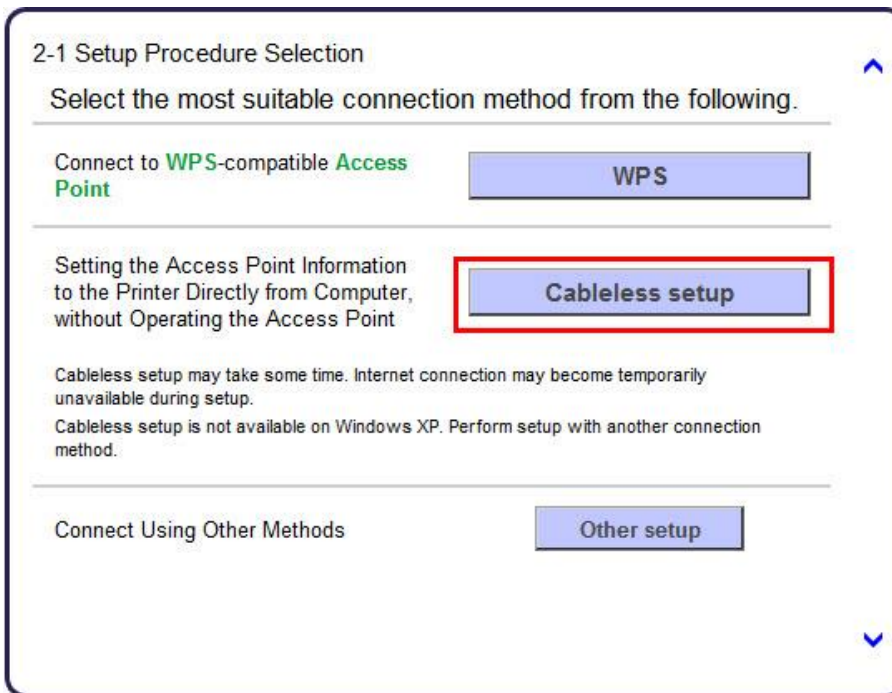 2-1 Setup Procedure Selection
Select the most suitable connection method from the following.
Connect to WPS-compatible Access
Point
WPS
Setting the Access Point Information
to the Printer Directly from Computer,
without Operating the Access Point
Cableless setup
Cableless setup may take some time. Internet connection may become temporarily
unavailable during setup.
Cableless setup is not available on Windows XP. Perform setup with another connection
method.
Connect Using Other Methods
Other setup